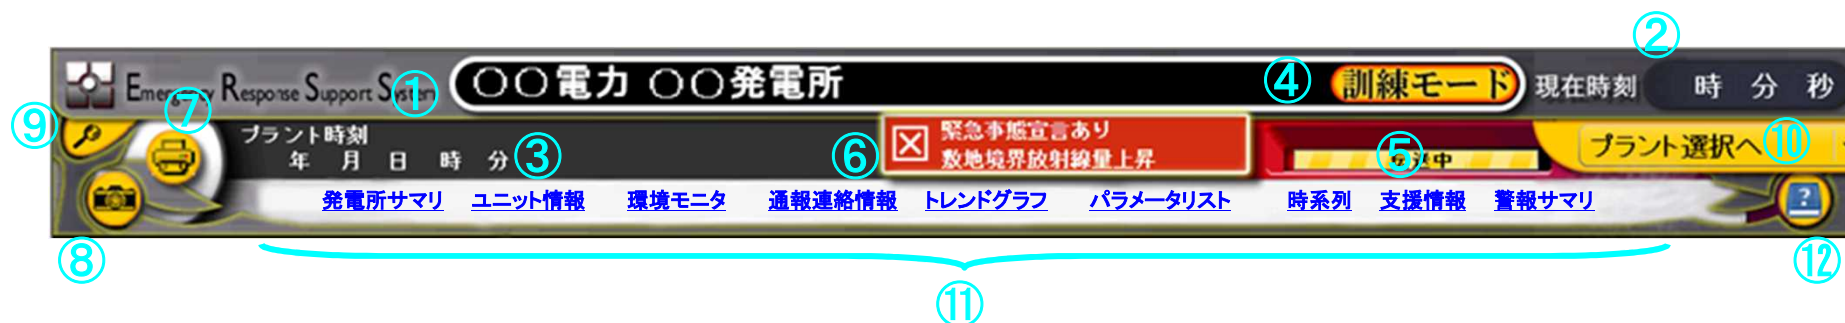 ②
Emergency Response Support System ① ○○電力 ○○発電所 ④ 訓練モード 現在時刻 時 分 秒
⑨ ⑦ プラント時刻 ⑥ 緊急事態宣言あり ⑤ プラント選択へ ⑩
年 月 日 時 分 ③ 敷地境界放射線量上昇 中
発電所サマリ ユニット情報 環境モニタ 通報連絡情報 トレンドグラフ パラメータリスト 時系列 支援情報 警報サマリ ?
⑧ ⑫
⑪